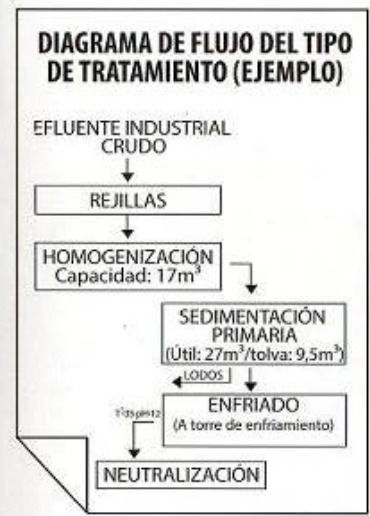 DIAGRAMA DE FLUJO DEL TIPO
DE TRATAMIENTO (EJEMPLO)
EFLUENTE INDUSTRIAL
CRUDO
REJILLAS
HOMOGENIZACIÓN
Capacidad: 17m³
SEDIMENTACIÓN
PRIMARIA
(Útil: 27m³/tolva: 9,5m³)
LODOS
ENFRIADO
(A torre de enfriamiento)
NEUTRALIZACIÓN